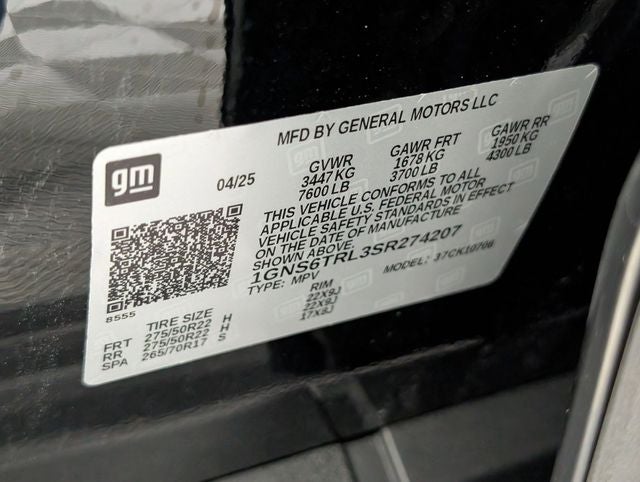 MFD BY GENERAL MOTORS LLC
gm
04/25
GVWR GAWR FRT GAWR RR
3447 KG 1678 KG 1950 KG
7600 LB 3700 LB 4300 LB
THIS VEHICLE CONFORMS TO ALL
APPLICABLE U.S. FEDERAL MOTOR
VEHICLE SAFETY STANDARDS IN EFFECT
ON THE DATE OF MANUFACTURE
SHOWN ABOVE.
1GNS6TRL3SR274207
TYPE: MPV MODEL: 37CK10706
8555
TIRE SIZE RIM
FRT 275/50R22 H 22X9J
RR 275/50R22 H 22X9J
SPA 265/70R17 S 17X8J